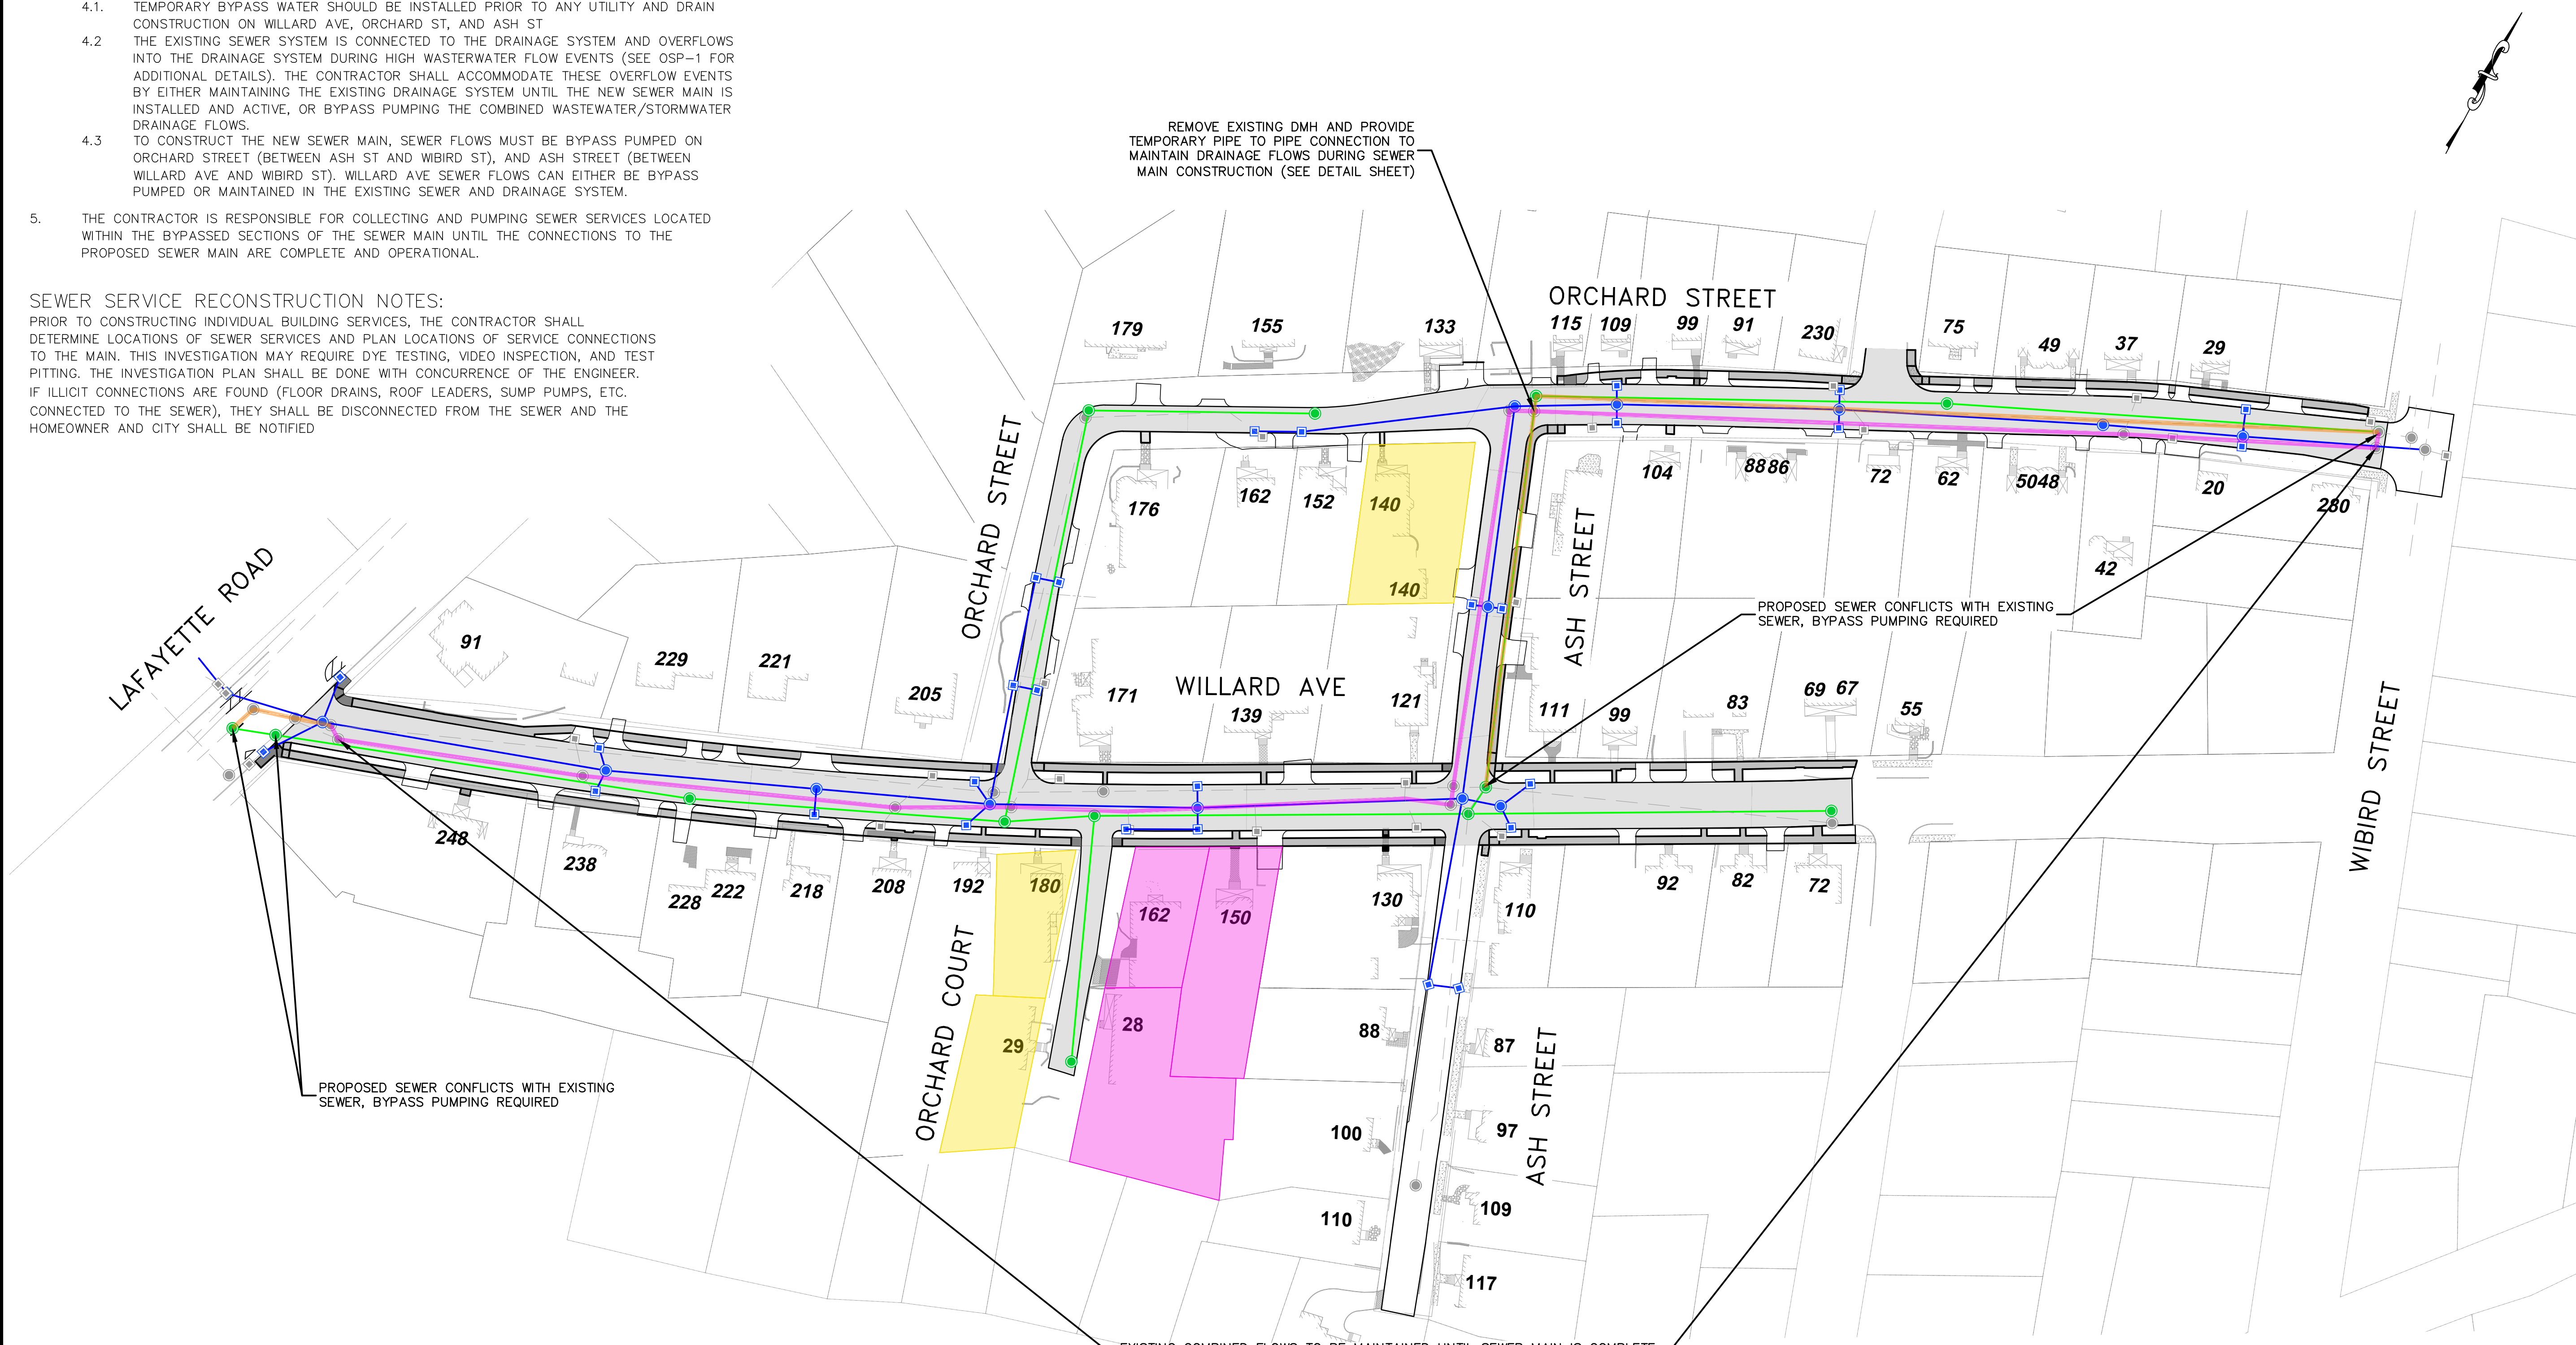 4.1. TEMPORARY BYPASS WATER SHOULD BE INSTALLED PRIOR TO ANY UTILITY AND DRAIN
CONSTRUCTION ON WILLARD AVE, ORCHARD ST, AND ASH ST
4.2 THE EXISTING SEWER SYSTEM IS CONNECTED TO THE DRAINAGE SYSTEM AND OVERFLOWS
INTO THE DRAINAGE SYSTEM DURING HIGH WASTERWATER FLOW EVENTS (SEE OSP-1 FOR
ADDITIONAL DETAILS). THE CONTRACTOR SHALL ACCOMMODATE THESE OVERFLOW EVENTS
BY EITHER MAINTAINING THE EXISTING DRAINAGE SYSTEM UNTIL THE NEW SEWER MAIN IS
INSTALLED AND ACTIVE, OR BYPASS PUMPING THE COMBINED WASTEWATER/STORMWATER
DRAINAGE FLOWS.
4.3 TO CONSTRUCT THE NEW SEWER MAIN, SEWER FLOWS MUST BE BYPASS PUMPED ON
ORCHARD STREET (BETWEEN ASH ST AND WIBIRD ST), AND ASH STREET (BETWEEN
WILLARD AVE AND WIBIRD ST). WILLARD AVE SEWER FLOWS CAN EITHER BE BYPASS
PUMPED OR MAINTAINED IN THE EXISTING SEWER AND DRAINAGE SYSTEM.
5. THE CONTRACTOR IS RESPONSIBLE FOR COLLECTING AND PUMPING SEWER SERVICES LOCATED
WITHIN THE BYPASSED SECTIONS OF THE SEWER MAIN UNTIL THE CONNECTIONS TO THE
PROPOSED SEWER MAIN ARE COMPLETE AND OPERATIONAL.
SEWER SERVICE RECONSTRUCTION NOTES:
PRIOR TO CONSTRUCTING INDIVIDUAL BUILDING SERVICES, THE CONTRACTOR SHALL
DETERMINE LOCATIONS OF SEWER SERVICES AND PLAN LOCATIONS OF SERVICE CONNECTIONS
TO THE MAIN. THIS INVESTIGATION MAY REQUIRE DYE TESTING, VIDEO INSPECTION, AND TEST
PITTING. THE INVESTIGATION PLAN SHALL BE DONE WITH CONCURRENCE OF THE ENGINEER.
IF ILLICIT CONNECTIONS ARE FOUND (FLOOR DRAINS, ROOF LEADERS, SUMP PUMPS, ETC.
CONNECTED TO THE SEWER), THEY SHALL BE DISCONNECTED FROM THE SEWER AND THE
HOMEOWNER AND CITY SHALL BE NOTIFIED
REMOVE EXISTING DMH AND PROVIDE
TEMPORARY PIPE TO PIPE CONNECTION TO
MAINTAIN DRAINAGE FLOWS DURING SEWER
MAIN CONSTRUCTION (SEE DETAIL SHEET)
ORCHARD STREET
179
155
133
115
109
99
91
230
75
49
37
29
176
162
152
140
140
104
88
86
72
62
50
48
20
280
42
ORCHARD STREET
ASH STREET
LAFAYETTE ROAD
PROPOSED SEWER CONFLICTS WITH EXISTING
SEWER, BYPASS PUMPING REQUIRED
91
229
221
205
171
WILLARD AVE
139
121
111
99
83
69
67
55
WIBIRD STREET
248
238
228
222
218
208
192
180
162
150
130
110
92
82
72
ORCHARD COURT
29
28
88
87
ASH STREET
100
97
109
110
117
PROPOSED SEWER CONFLICTS WITH EXISTING
SEWER, BYPASS PUMPING REQUIRED
EXISTING COMBINED FLOWS TO BE MAINTAINED UNTIL SEWER MAIN IS COMPLETE